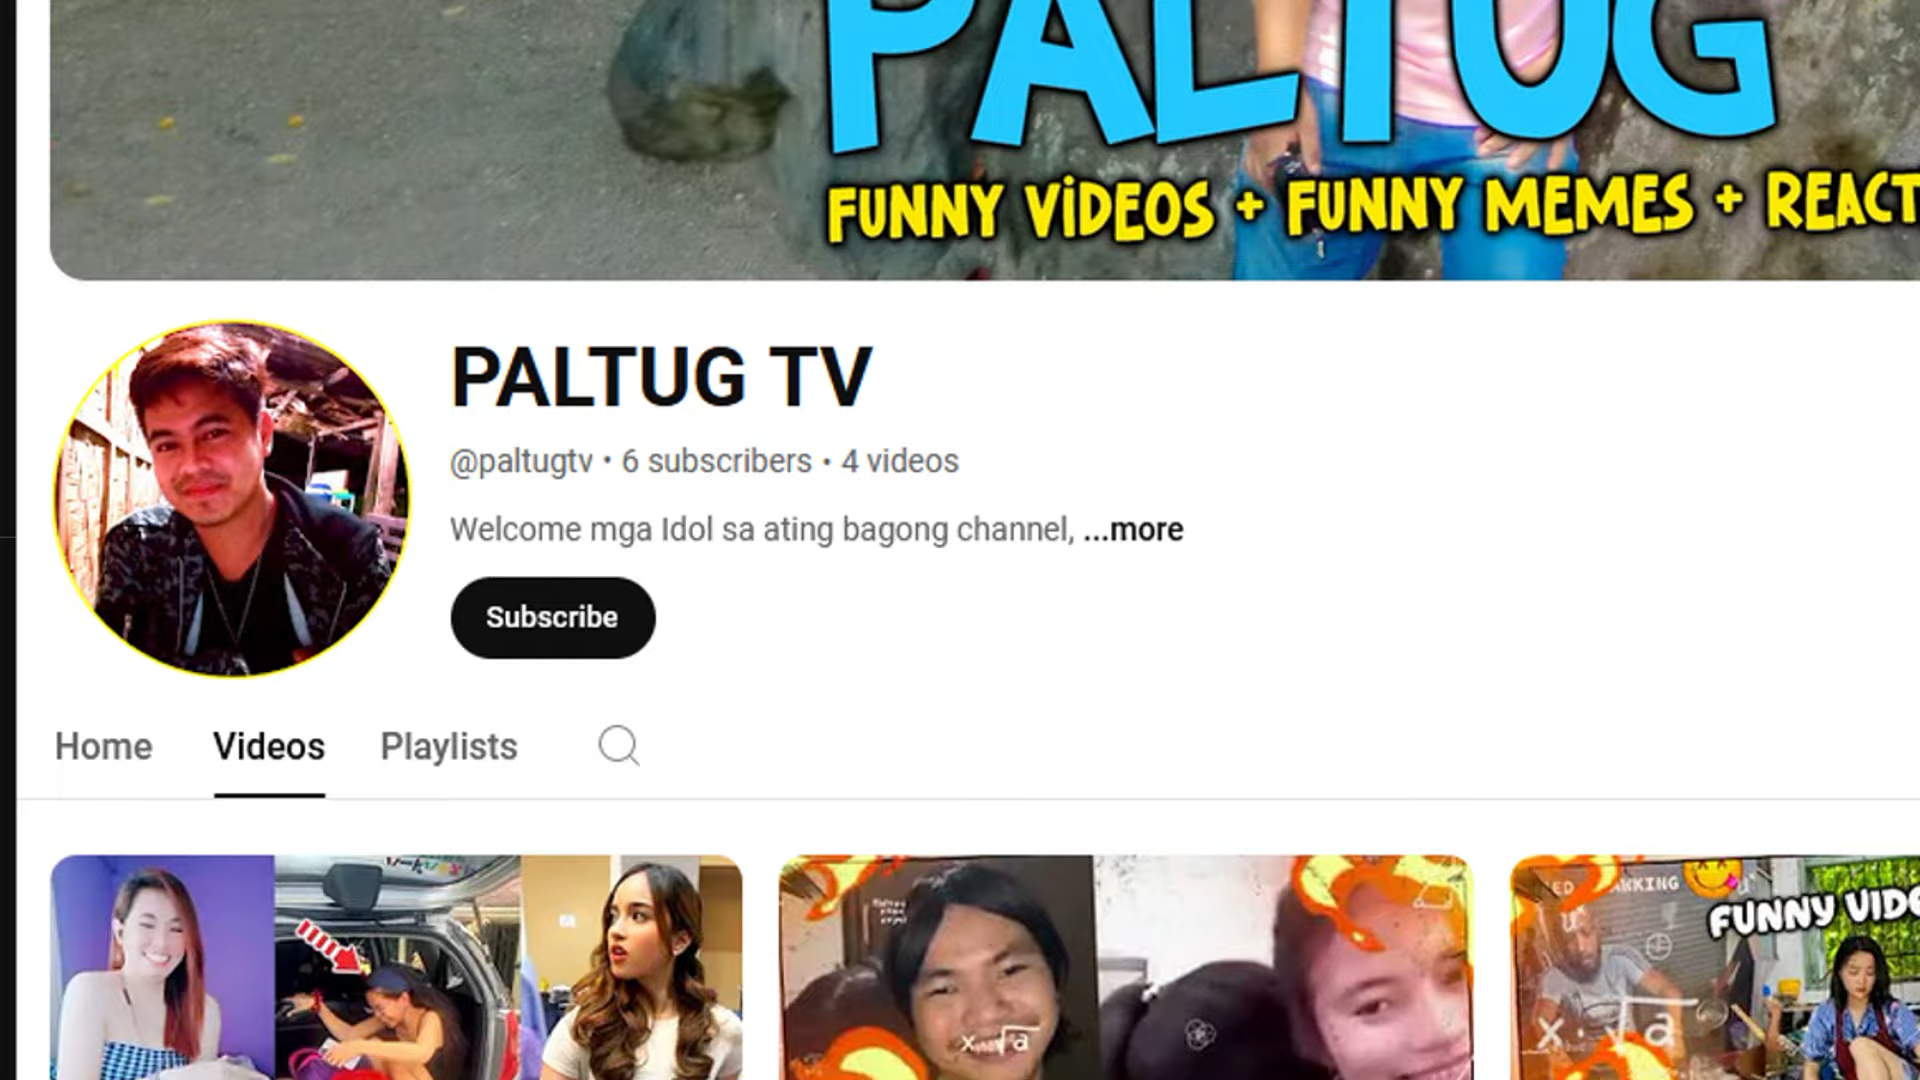 PALTUG
FUNNY VIDEOS + FUNNY MEMES + REACT
PALTUG TV
@paltugtv • 6 subscribers • 4 videos
Welcome mga Idol sa ating bagong channel, ...more
Subscribe
Home Videos Playlists
FUNNY VIDE
x √a
x · √a